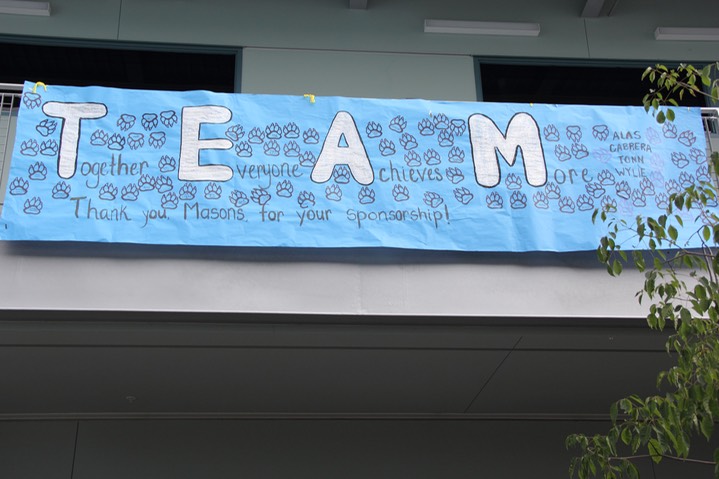 Together Everyone Achieves More
Thank you, Masons, for your sponsorship!
ALAS
CABRERA
TONN
WYLIE